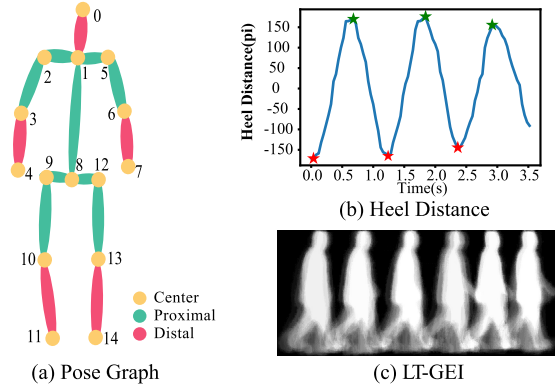 0
1
2
5
3
6
4
7
9
8
12
10
13
11
14
Center
Proximal
Distal
(a) Pose Graph
Heel Distance(pi)
150
100
50
0
-50
-100
-150
0.0 0.5 1.0 1.5 2.0 2.5 3.0 3.5
Time(s)
(b) Heel Distance
(c) LT-GEI